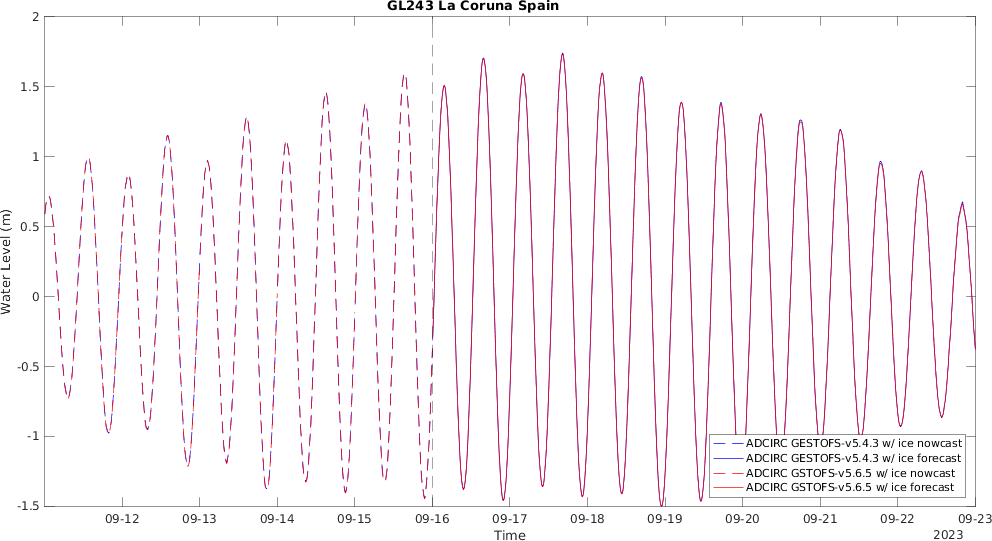 GL243 La Coruna Spain
2
1.5
1
0.5
0
-0.5
-1
-1.5
Water Level (m)
ADCIRC GESTOFS-v5.4.3 w/ ice nowcast
ADCIRC GESTOFS-v5.4.3 w/ ice forecast
ADCIRC GSTOFS-v5.6.5 w/ ice nowcast
ADCIRC GSTOFS-v5.6.5 w/ ice forecast
09-12 09-13 09-14 09-15 09-16 09-17 09-18 09-19 09-20 09-21 09-22 09-23
Time
2023